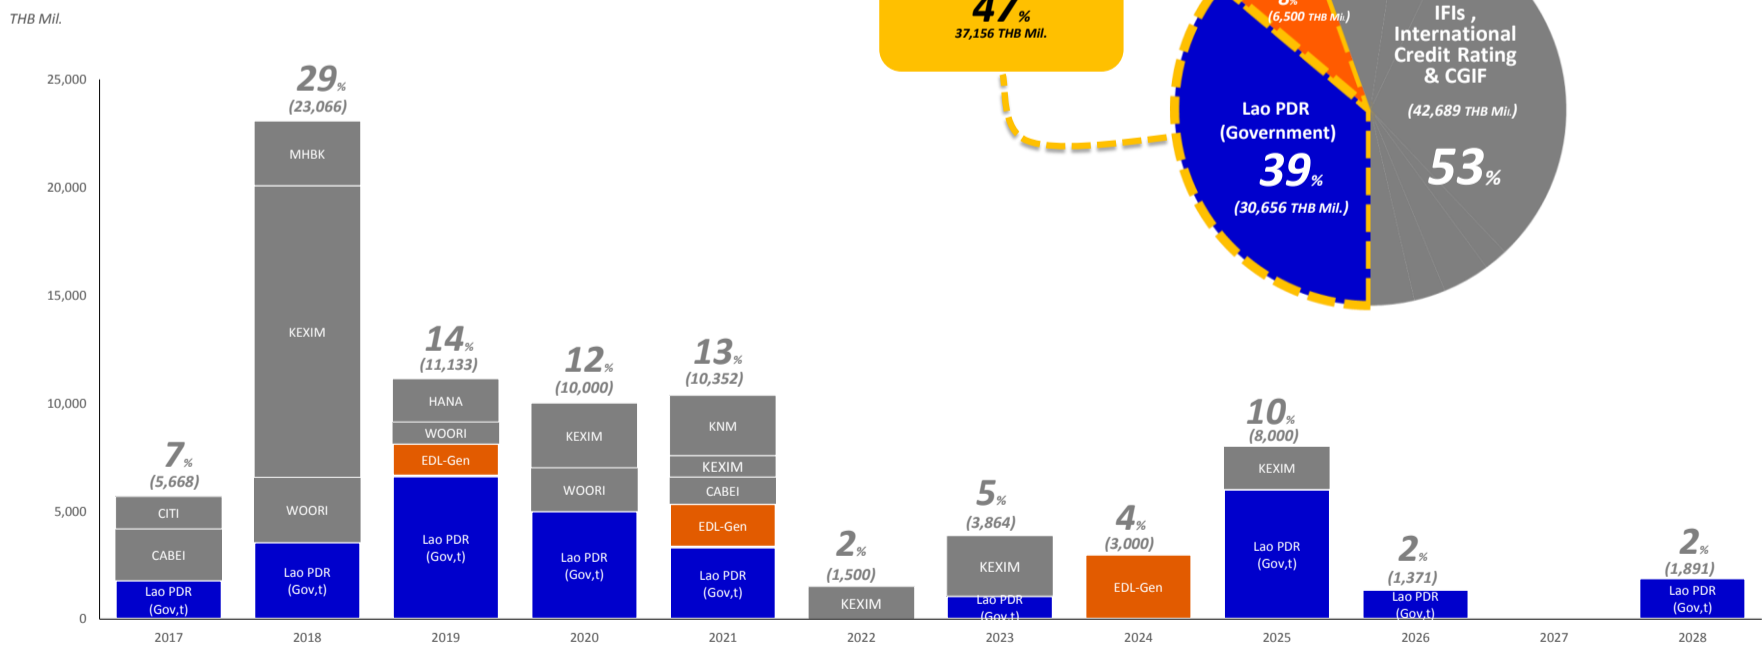 THB Mil.
47%
37,156 THB Mil.
8%
(6,500 THB Mil.)
IFIs ,
International
Credit Rating
& CGIF
(42,689 THB Mil.)
53%
Lao PDR
(Government)
39%
(30,656 THB Mil.)
25,000
20,000
15,000
10,000
5,000
0
7%
(5,668)
CITI
CABEI
Lao PDR
(Gov,t)
29%
(23,066)
MHBK
KEXIM
WOORI
Lao PDR
(Gov,t)
14%
(11,133)
HANA
WOORI
EDL-Gen
Lao PDR
(Gov,t)
12%
(10,000)
KEXIM
WOORI
Lao PDR
(Gov,t)
13%
(10,352)
KNM
KEXIM
CABEI
EDL-Gen
Lao PDR
(Gov,t)
2%
(1,500)
KEXIM
5%
(3,864)
KEXIM
Lao PDR
(Gov,t)
4%
(3,000)
EDL-Gen
10%
(8,000)
KEXIM
Lao PDR
(Gov,t)
2%
(1,371)
Lao PDR
(Gov,t)
2%
(1,891)
Lao PDR
(Gov,t)
2017
2018
2019
2020
2021
2022
2023
2024
2025
2026
2027
2028